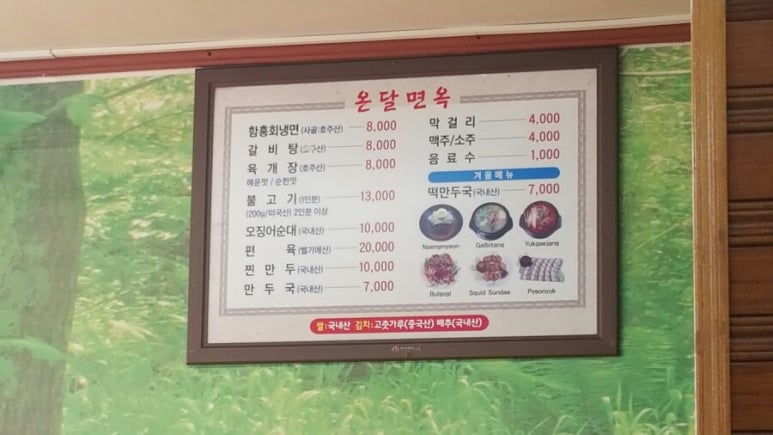 온달면옥
함흥회냉면(사골:호주산) 8,000
갈비탕(호주산) 8,000
육개장(호주산) 8,000
매운맛 / 순한맛
불고기(1인분) 13,000
(200g/미국산) 2인분 이상
오징어순대(국내산) 10,000
편육(벨기에산) 20,000
찐만두(국내산) 10,000
만두국(국내산) 7,000
막걸리 4,000
맥주/소주 4,000
음료수 1,000
겨울메뉴
떡만두국(국내산) 7,000
Naengmyeon Galbitang Yukgaejang
Bulgogi Squid Sundae Pyeonyuk
쌀:국내산 김치:고춧가루(중국산) 배추(국내산)